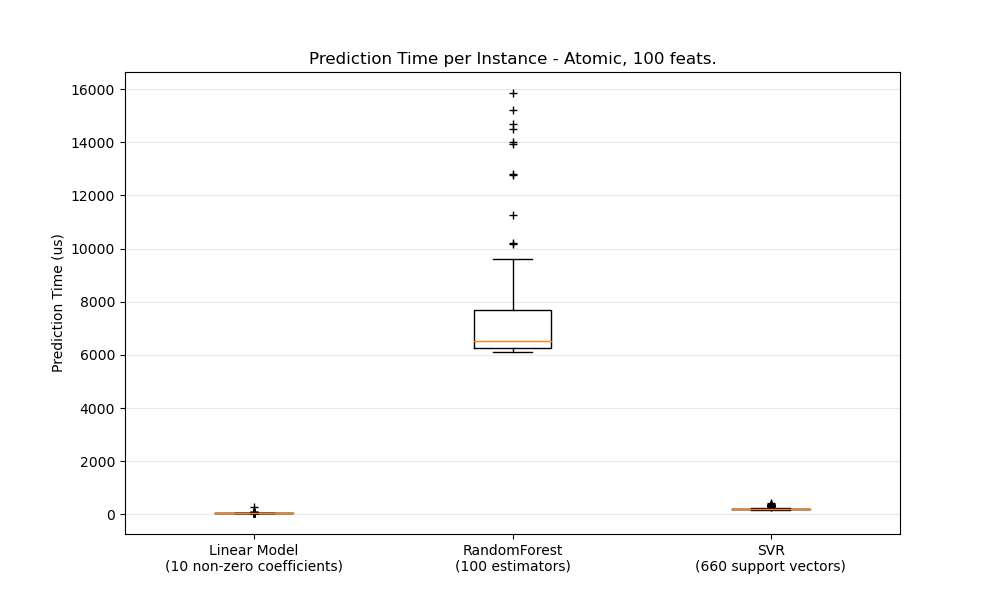 Prediction Time per Instance - Atomic, 100 feats.
Prediction Time (us)
16000
14000
12000
10000
8000
6000
4000
2000
0
Linear Model
(10 non-zero coefficients)
RandomForest
(100 estimators)
SVR
(660 support vectors)